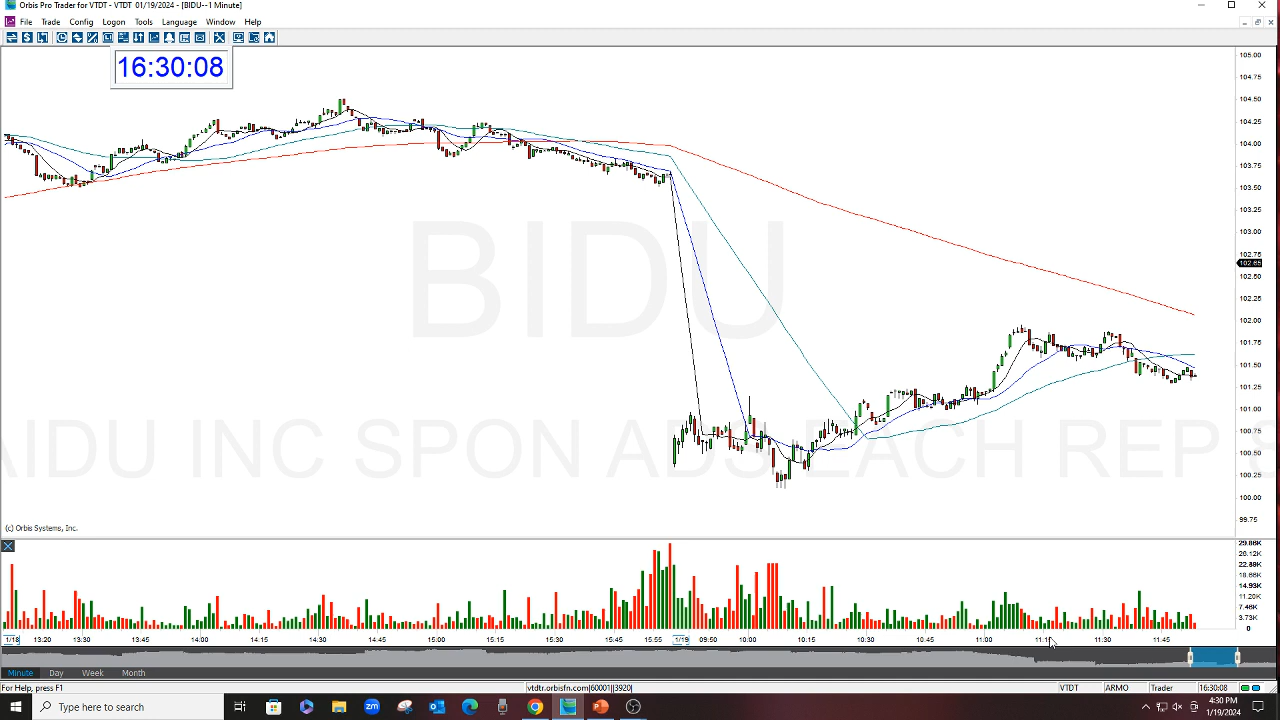 Orbis Pro Trader for VTDT - VTDT 01/19/2024 - [BIDU--1 Minute]
File Trade Config Logon Tools Language Window Help
16:30:08
105.00
104.75
104.50
104.25
104.00
103.75
103.50
103.25
103.00
102.75
102.65
102.50
102.25
102.00
101.75
101.50
101.25
101.00
100.75
100.50
100.25
100.00
99.75
BIDU
AIDU INC SPON ADS EACH REP 8
(c) Orbis Systems, Inc.
29.86K
26.12K
22.38K
14.93K
11.20K
7.46K
3.73K
0
1/18 13:20 13:30 13:45 14:00 14:15 14:30 14:45 15:00 15:15 15:30 15:45 15:55 1/19 09:50 10:00 10:15 10:30 10:45 11:00 11:15 11:30 11:45
Minute Day Week Month
For Help, press F1 vtdtr.orbisfn.com|60001||3920| VTDT ARMO Trader 16:30:08
Type here to search
4:30 PM
1/19/2024